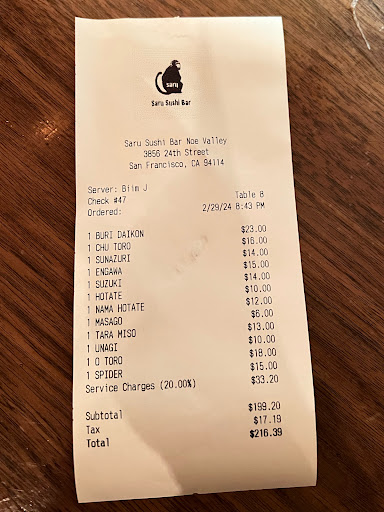 saru
Saru Sushi Bar
Saru Sushi Bar Noe Valley
3856 24th Street
San Francisco, CA 94114
Server: Biim J
Check #47 Table 8
Ordered: 2/29/24 8:43 PM
1 BURI DAIKON $23.00
1 CHU TORO $16.00
1 SUNAZURI $14.00
1 ENGAWA $15.00
1 SUZUKI $14.00
1 HOTATE $10.00
1 NAMA HOTATE $12.00
1 MASAGO $6.00
1 TARA MISO $13.00
1 UNAGI $10.00
1 O TORO $18.00
1 SPIDER $15.00
Service Charges (20.00%) $33.20
Subtotal $199.20
Tax $17.19
Total $216.39